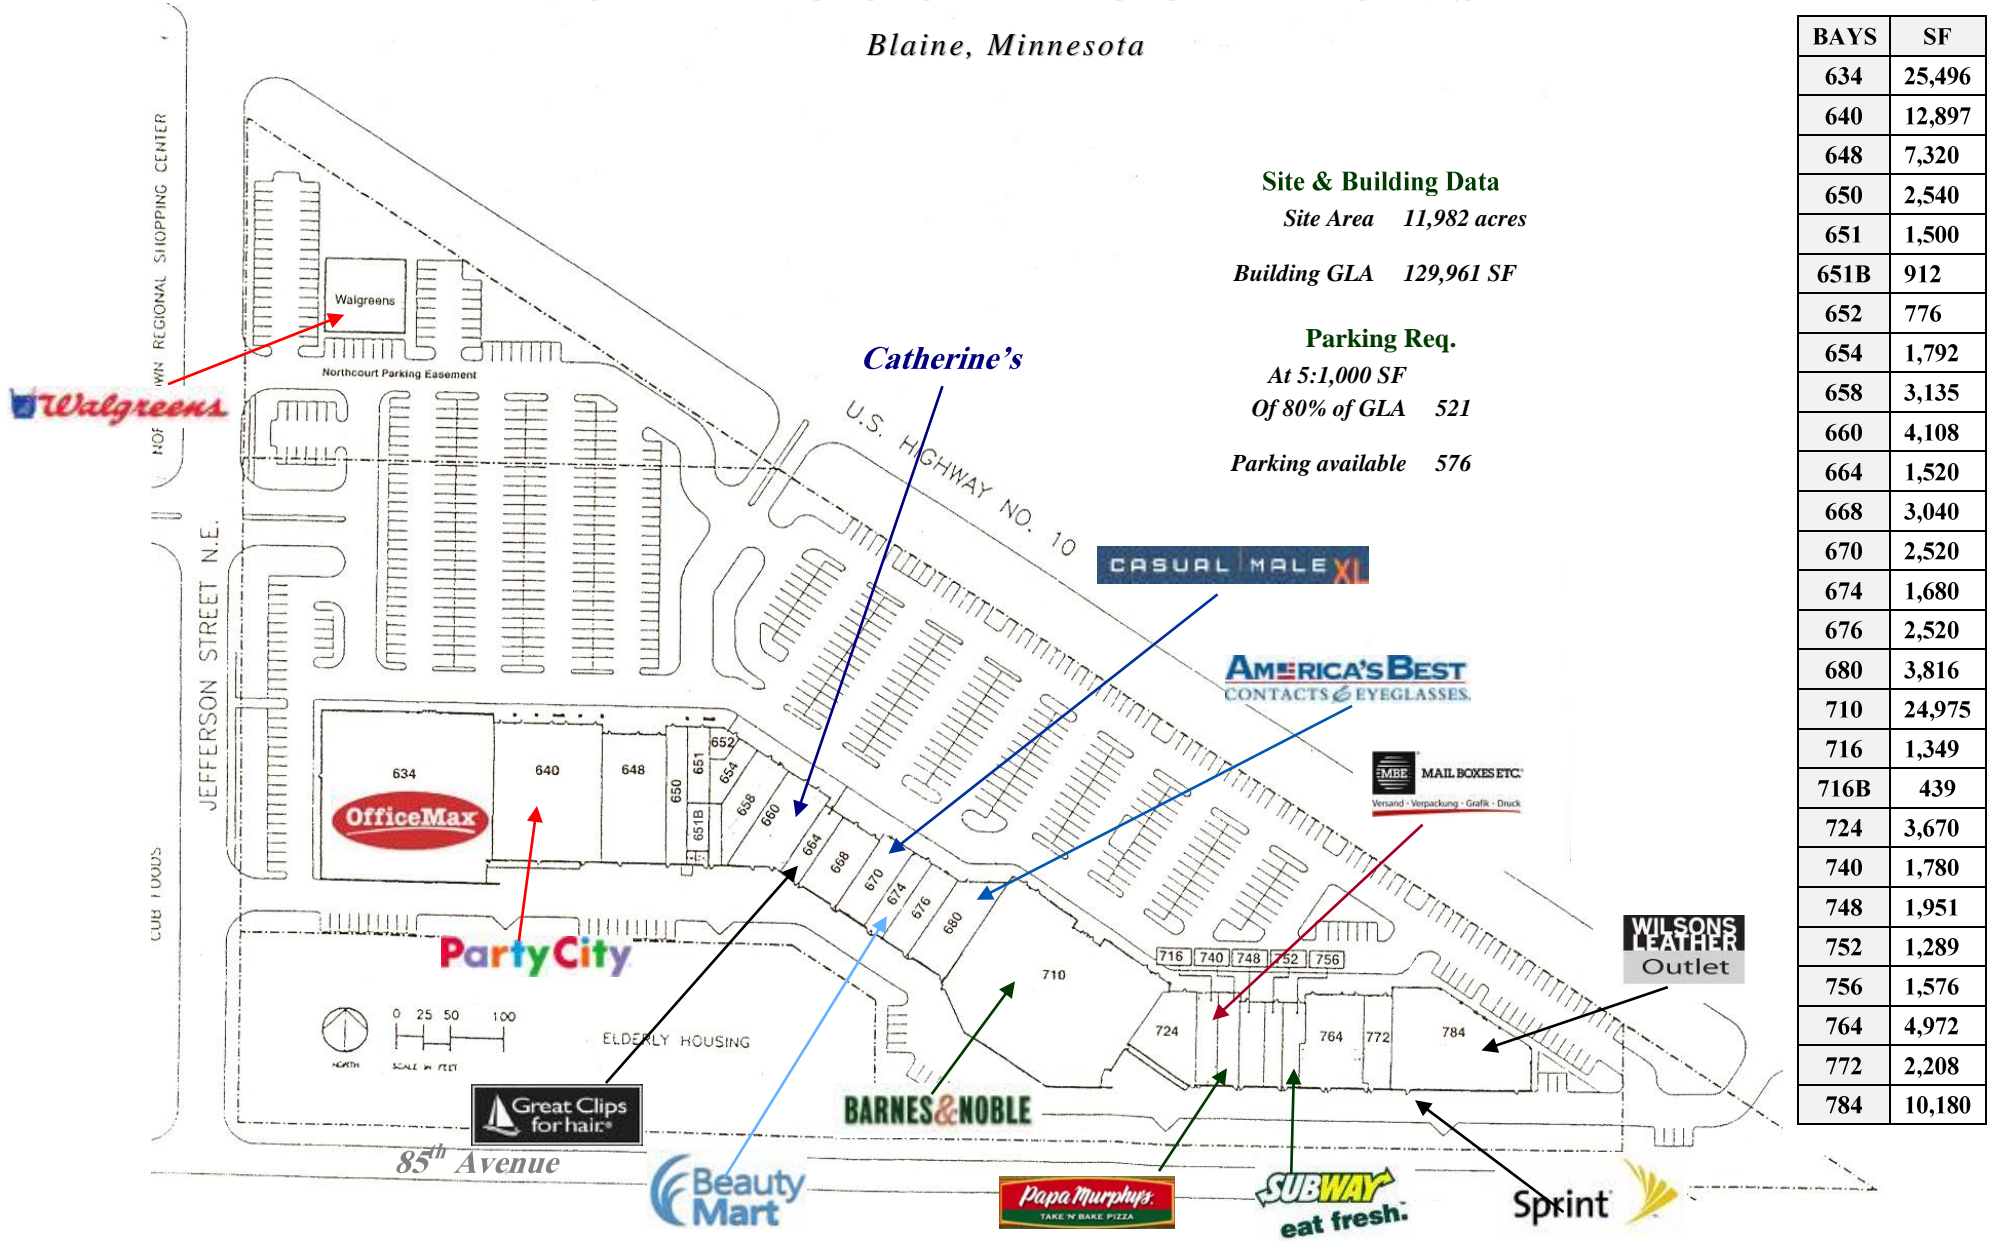 Blaine, Minnesota
BAYS SF
634 25,496
640 12,897
648 7,320
650 2,540
651 1,500
651B 912
652 776
654 1,792
658 3,135
660 4,108
664 1,520
668 3,040
670 2,520
674 1,680
676 2,520
680 3,816
710 24,975
716 1,349
716B 439
724 3,670
740 1,780
748 1,951
752 1,289
756 1,576
764 4,972
772 2,208
784 10,180
Site & Building Data
Site Area 11,982 acres
Building GLA 129,961 SF
Parking Req.
At 5:1,000 SF
Of 80% of GLA 521
Parking available 576
REGIONAL SHOPPING CENTER
Walgreens
Northcourt Parking Easement
Walgreens
Catherine's
U.S. HIGHWAY NO. 10
JEFFERSON STREET N.E.
CUB FOODS
CASUAL MALE XL
AMERICA'S BEST
CONTACTS & EYEGLASSES.
MBE MAIL BOXES ETC.
Versand · Verpackung · Grafik · Druck
WILSONS
LEATHER
Outlet
634
OfficeMax
640
648
650
651
651B
652
654
658
660
664
668
670
674
676
680
710
716 740 748 752 756
724
764
772
784
Party City
0 25 50 100
NORTH
SCALE IN FEET
ELDERLY HOUSING
Great Clips
for hair.®
BARNES&NOBLE
85th Avenue
Beauty
Mart
Papa Murphy's
TAKE 'N' BAKE PIZZA
SUBWAY
eat fresh.
Sprint